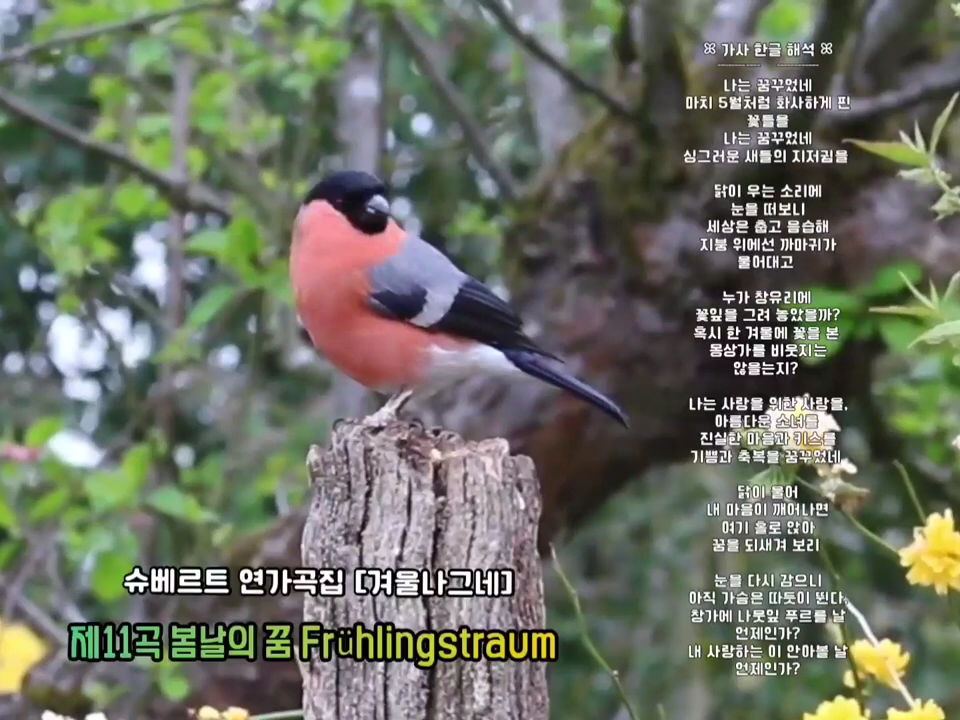 ꕤ 가사 한글 해석 ꕤ
나는 꿈꾸었네
마치 5월처럼 화사하게 핀
꽃들을
나는 꿈꾸었네
싱그러운 새들의 지저귐을
닭이 우는 소리에
눈을 떠보니
세상은 춥고 음습해
지붕 위에선 까마귀가
울어대고
누가 창유리에
꽃잎을 그려 놓았을까?
혹시 한 겨울에 꽃을 본
몽상가를 비웃지는
않을는지?
나는 사랑을 위한 사랑을,
아름다운 소녀를
진실한 마음과 키스를
기쁨과 축복을 꿈꾸었네
닭이 울어
내 마음이 깨어나면
여기 홀로 앉아
꿈을 되새겨 보리
눈을 다시 감으니
아직 가슴은 따듯이 뛴다.
창가에 나뭇잎 푸르를 날
언제인가?
내 사랑하는 이 안아볼 날
언제인가?
슈베르트 연가곡집 [겨울나그네]
제11곡 봄날의 꿈 Frühlingstraum